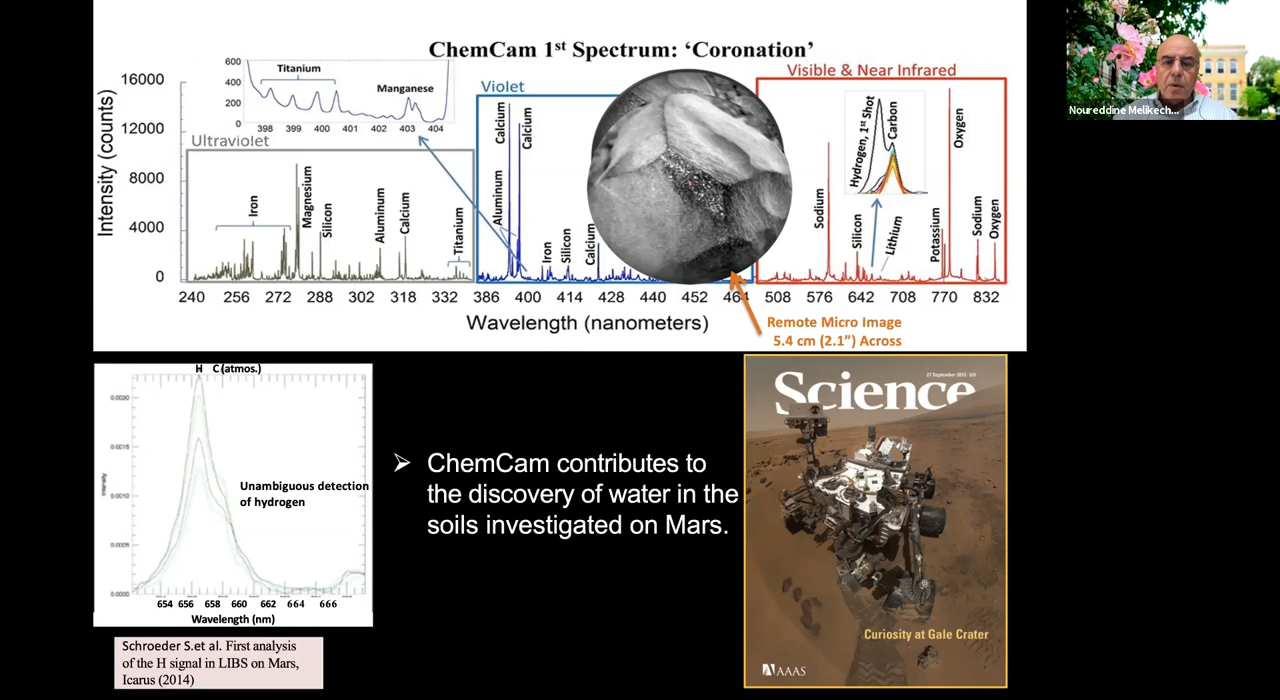 ChemCam 1st Spectrum: ‘Coronation’
Intensity (counts)
16000
12000
8000
4000
0
600
400
200
0
Titanium
Manganese
398 399 400 401 402 403 404
Ultraviolet
Iron
Magnesium
Silicon
Aluminum
Calcium
Titanium
Violet
Calcium
Calcium
Aluminum
Iron
Silicon
Calcium
Visible & Near Infrared
Hydrogen, 1st Shot
Carbon
Sodium
Silicon
Lithium
Potassium
Oxygen
Sodium
Oxygen
240 256 272 288 302 318 332 386 400 414 428 440 464 508 576 642 708 770 832
Wavelength (nanometers)
Remote Micro Image
5.4 cm (2.1”) Across
Noureddine Melikech...
H C (atmos.)
0.0020
0.0015
0.0010
0.0005
0.0000
Intensity
Unambiguous detection
of hydrogen
654 656 658 660 662 664 666
Wavelength (nm)
Schroeder S.et al. First analysis
of the H signal in LIBS on Mars,
Icarus (2014)
➢ ChemCam contributes to
the discovery of water in the
soils investigated on Mars.
27 September 2013
Science
Curiosity at Gale Crater
AAAS